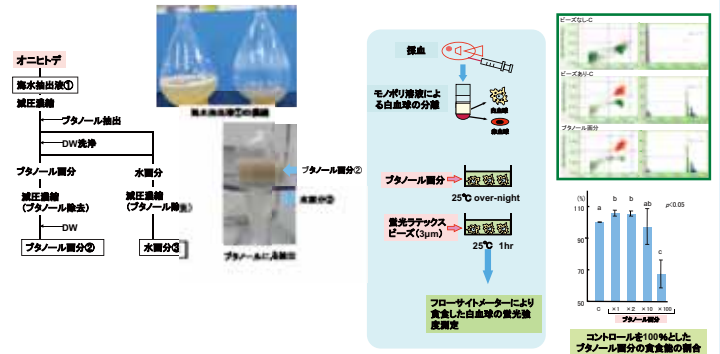 オニヒトデ
海水抽出液①
減圧濃縮
ブタノール抽出
DW洗浄
ブタノール画分
水画分
減圧濃縮
(ブタノール除去)
減圧濃縮
(ブタノール除去)
DW
ブタノール画分②
水画分③
海水抽出液①の濃縮
ブタノール画分②
水画分③
ブタノールによる抽出
採血
モノポリ溶液によ
る白血球の分離
白血球
赤血球
ブタノール画分
25℃ over-night
蛍光ラテックス
ビーズ(3μm)
25℃ 1hr
フローサイトメーターにより
貪食した白血球の蛍光強
度測定
ビーズなし-C
ビーズあり-C
ブタノール画分
(%)
130
110
90
70
50
a
b
b
ab
c
p<0.05
C
×1
×2
×10
×100
ブタノール画分
コントロールを100%とした
ブタノール画分の貪食能の割合